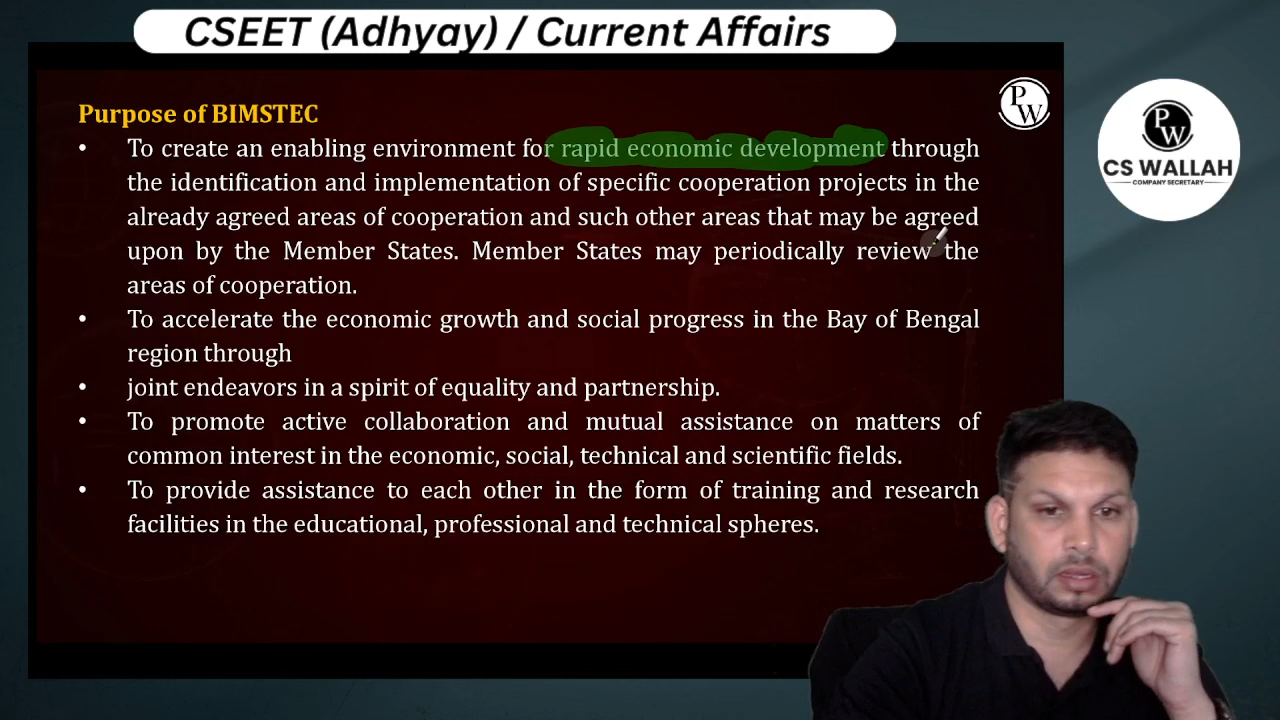 CSEET (Adhyay) / Current Affairs
Purpose of BIMSTEC
PW
• To create an enabling environment for rapid economic development through
the identification and implementation of specific cooperation projects in the
already agreed areas of cooperation and such other areas that may be agreed
upon by the Member States. Member States may periodically review the
areas of cooperation.
• To accelerate the economic growth and social progress in the Bay of Bengal
region through
• joint endeavors in a spirit of equality and partnership.
• To promote active collaboration and mutual assistance on matters of
common interest in the economic, social, technical and scientific fields.
• To provide assistance to each other in the form of training and research
facilities in the educational, professional and technical spheres.
PW
CS WALLAH
COMPANY SECRETARY